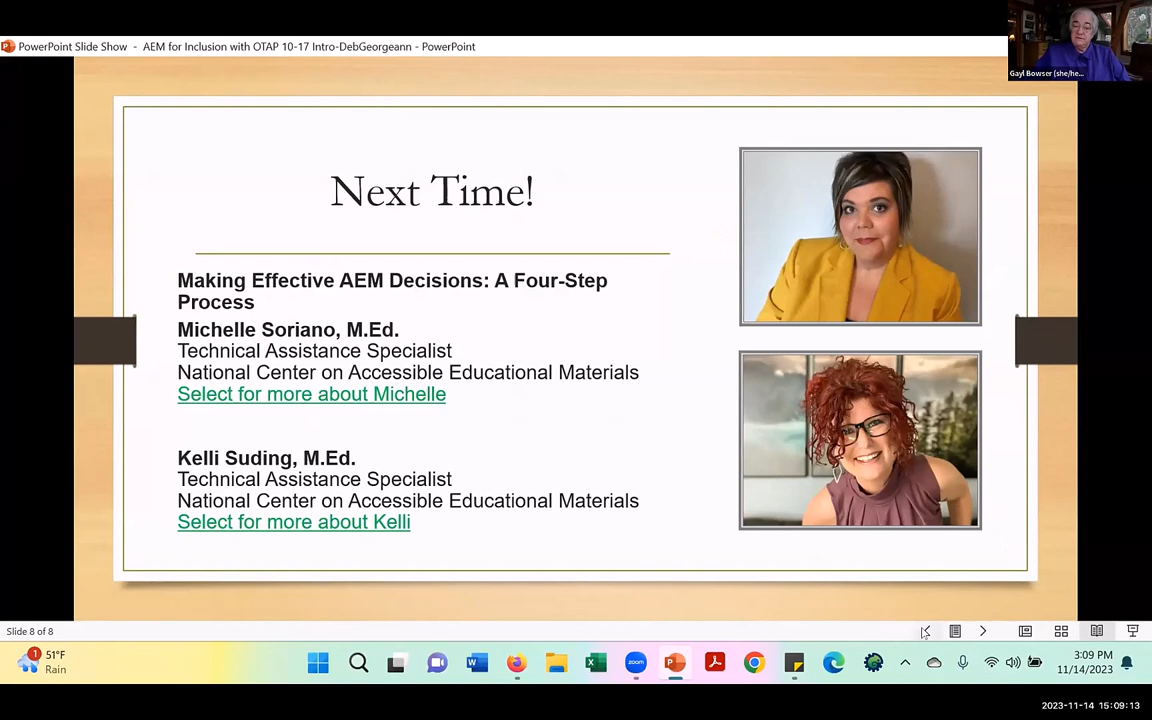 PowerPoint Slide Show - AEM for Inclusion with OTAP 10-17 Intro-DebGeorgeann - PowerPoint
Gayl Bowser (she/he...
Next Time!
Making Effective AEM Decisions: A Four-Step
Process
Michelle Soriano, M.Ed.
Technical Assistance Specialist
National Center on Accessible Educational Materials
Select for more about Michelle
Kelli Suding, M.Ed.
Technical Assistance Specialist
National Center on Accessible Educational Materials
Select for more about Kelli
Slide 8 of 8
1
51°F
Rain
zoom
3:09 PM
11/14/2023
2023-11-14 15:09:13